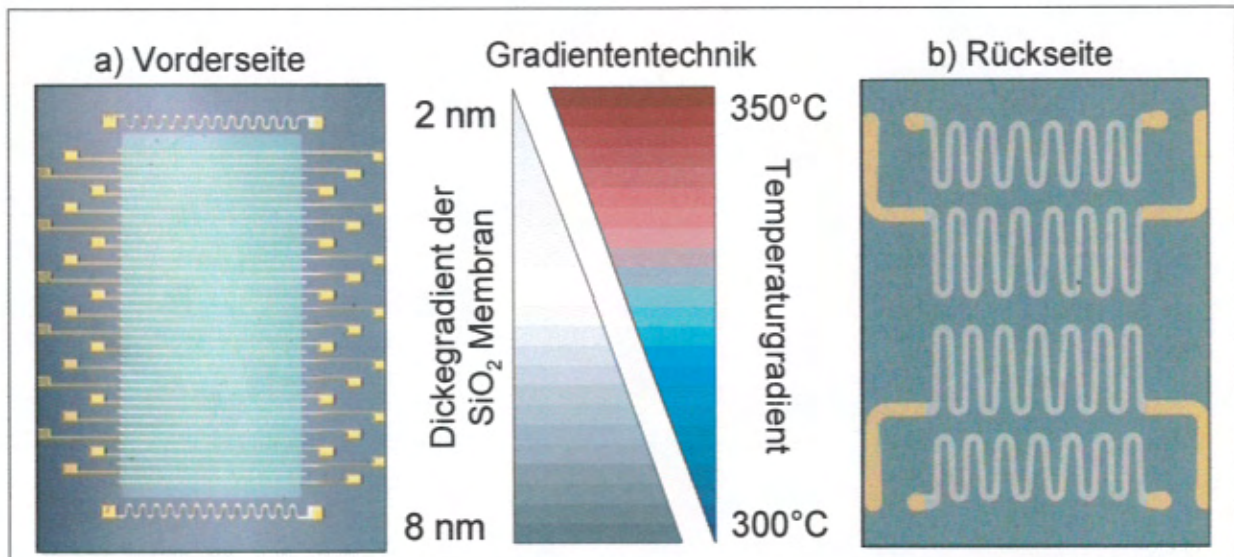 a) Vorderseite
Gradiententechnik
b) Rückseite
2 nm
350°C
Dickegradient der
SiO₂ Membran
Temperaturgradient
8 nm
300°C